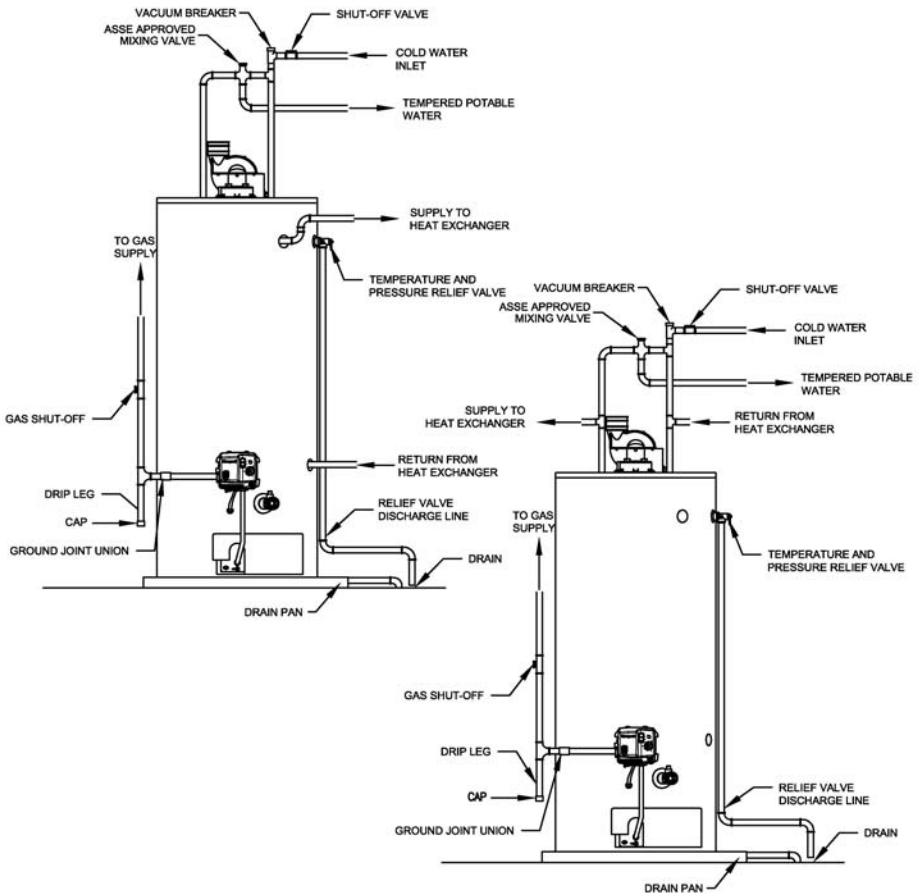 VACUUM BREAKER
SHUT-OFF VALVE
ASSE APPROVED
MIXING VALVE
COLD WATER
INLET
TEMPERED POTABLE
WATER
SUPPLY TO
HEAT EXCHANGER
TO GAS
SUPPLY
TEMPERATURE AND
PRESSURE RELIEF VALVE
GAS SHUT-OFF
RETURN FROM
HEAT EXCHANGER
DRIP LEG
CAP
RELIEF VALVE
DISCHARGE LINE
GROUND JOINT UNION
DRAIN
DRAIN PAN
VACUUM BREAKER
SHUT-OFF VALVE
ASSE APPROVED
MIXING VALVE
COLD WATER
INLET
TEMPERED POTABLE
WATER
SUPPLY TO
HEAT EXCHANGER
RETURN FROM
HEAT EXCHANGER
TO GAS
SUPPLY
TEMPERATURE AND
PRESSURE RELIEF VALVE
GAS SHUT-OFF
DRIP LEG
CAP
RELIEF VALVE
DISCHARGE LINE
GROUND JOINT UNION
DRAIN
DRAIN PAN